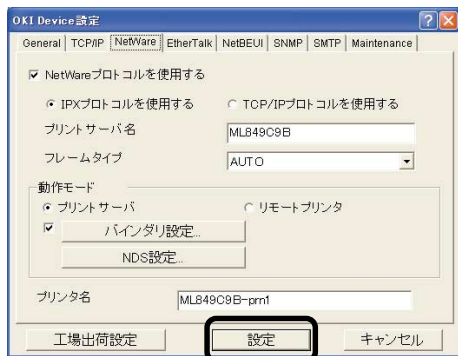 OKI Device設定
General TCP/IP NetWare EtherTalk NetBEUI SNMP SMTP Maintenance
NetWareプロトコルを使用する
IPXプロトコルを使用する TCP/IPプロトコルを使用する
プリントサーバ名 ML849C9B
フレームタイプ AUTO
動作モード
プリントサーバ リモートプリンタ
バインダリ設定...
NDS設定...
プリンタ名 ML849C9B-prn1
工場出荷設定 設定 キャンセル